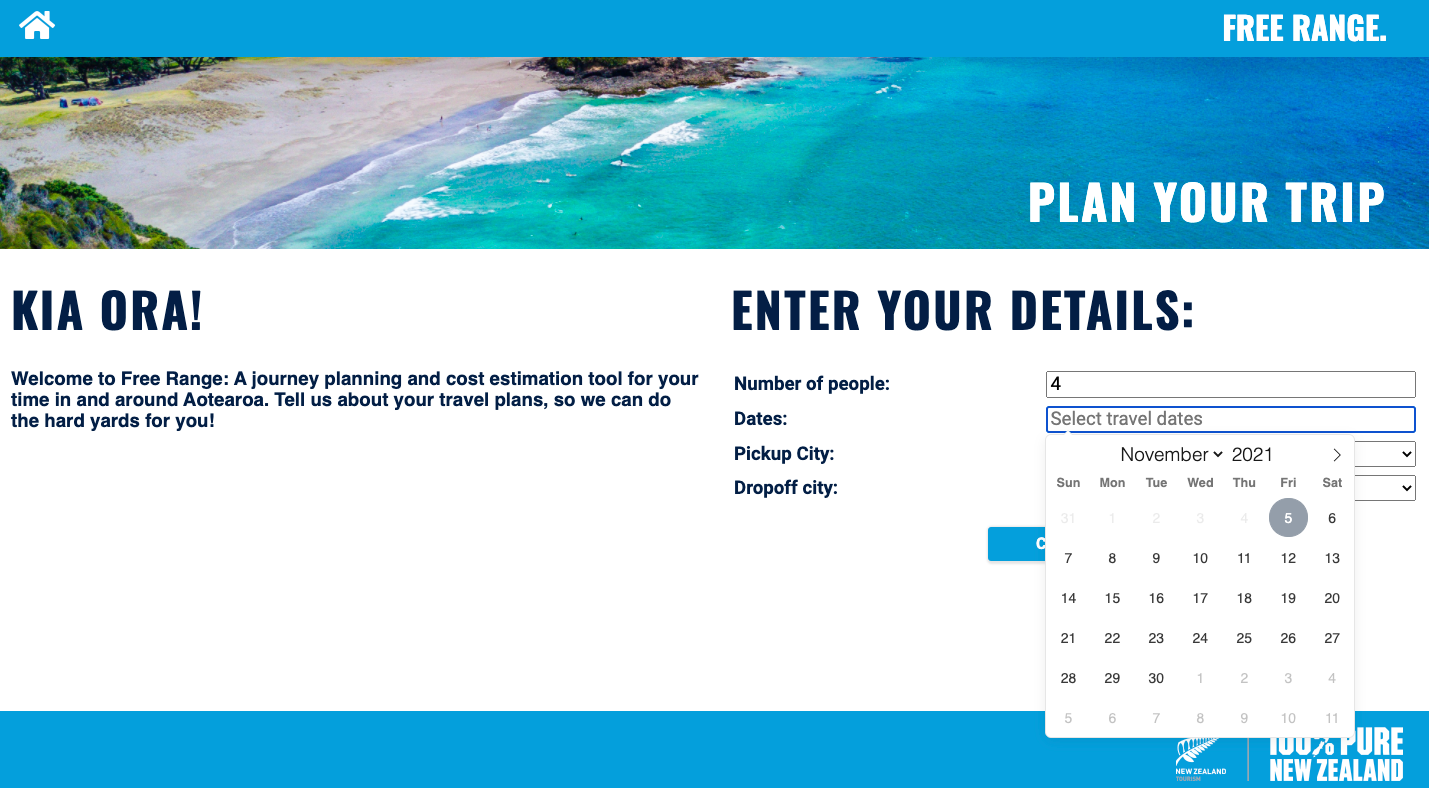 FREE RANGE.
PLAN YOUR TRIP
KIA ORA!
Welcome to Free Range: A journey planning and cost estimation tool for your
time in and around Aotearoa. Tell us about your travel plans, so we can do
the hard yards for you!
ENTER YOUR DETAILS:
Number of people: 4
Dates: Select travel dates
Pickup City:
Dropoff city:
November 2021
Sun Mon Tue Wed Thu Fri Sat
31 1 2 3 4 5 6
7 8 9 10 11 12 13
14 15 16 17 18 19 20
21 22 23 24 25 26 27
28 29 30 1 2 3 4
5 6 7 8 9 10 11
NEW ZEALAND
TOURISM
100% PURE
NEW ZEALAND